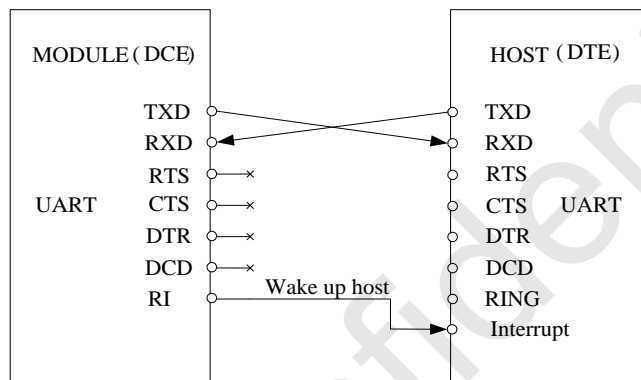 MODULE (DCE)
HOST (DTE)
TXD
TXD
RXD
RXD
RTS
RTS
UART
CTS
CTS
UART
DTR
DTR
DCD
DCD
Wake up host
RI
RING
Interrupt